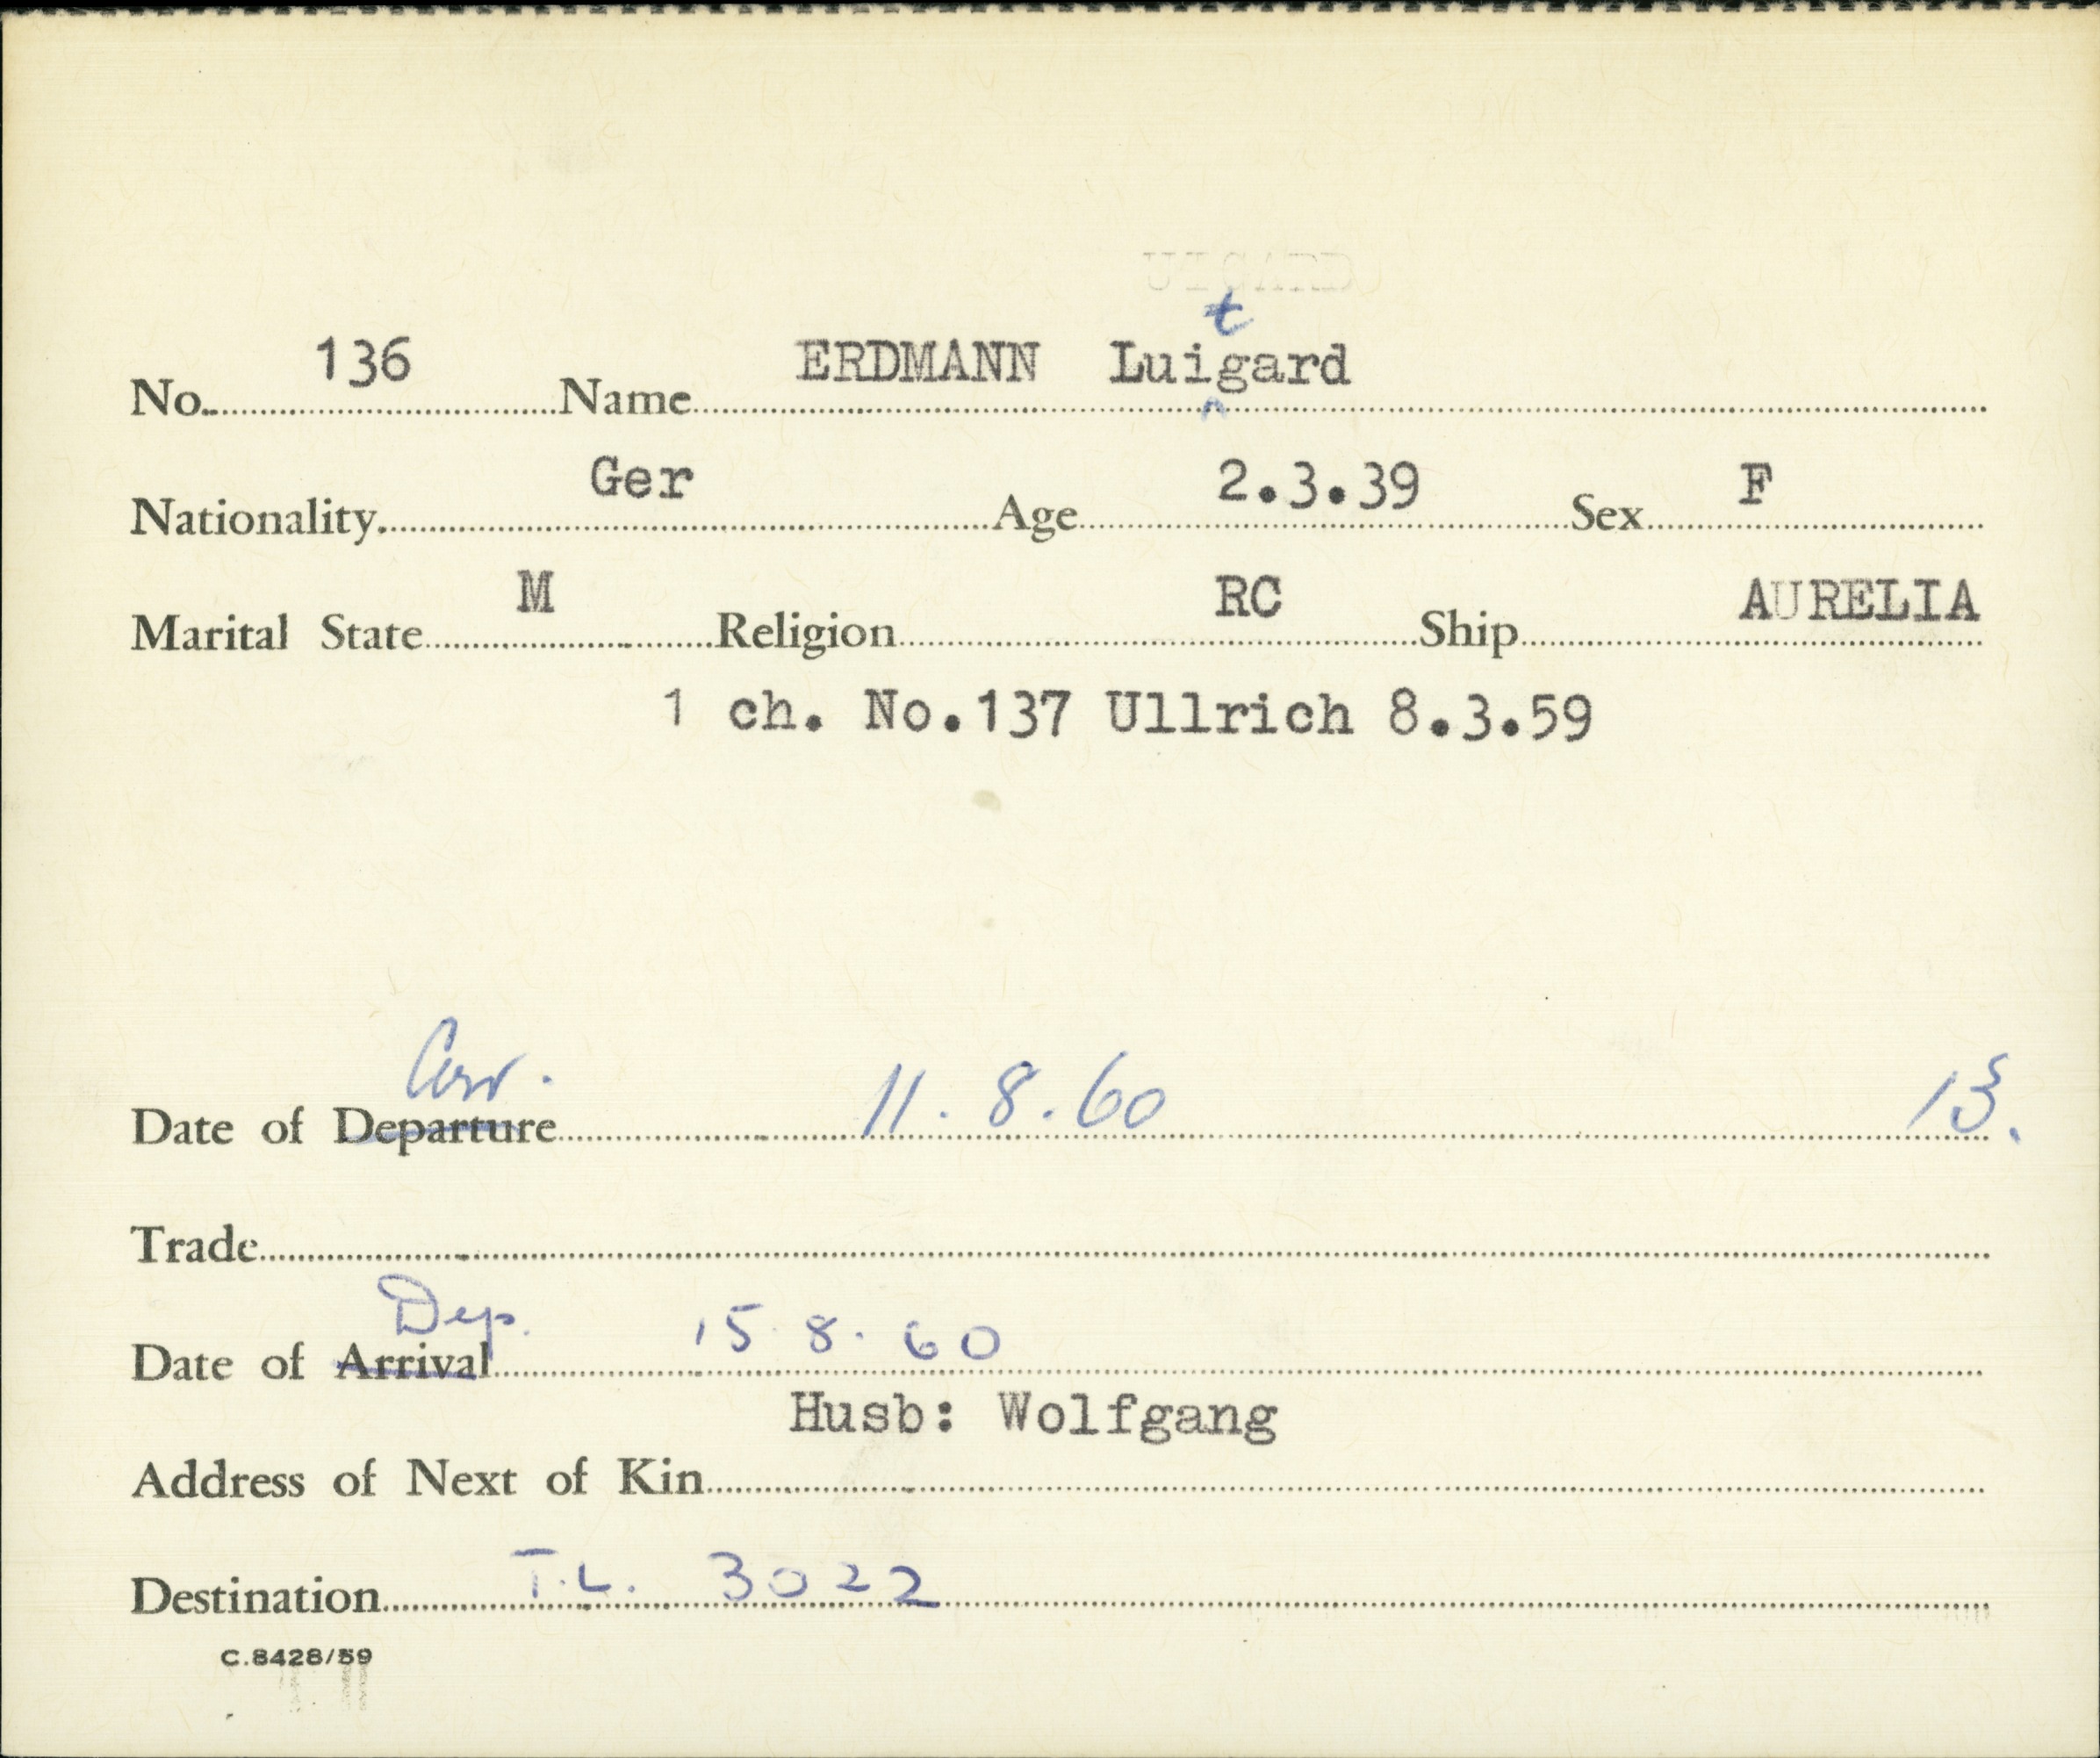 No. 136 Name ERDMANN Luitgard
Nationality Ger Age 2.3.39 Sex F
Marital State M Religion RC Ship AURELIA
1 ch. No.137 Ullrich 8.3.59
Arr.
Date of Departure 11.8.60
Trade
Dep.
Date of Arrival 15.8.60
Husb: Wolfgang
Address of Next of Kin
Destination T.L. 3022
C.8428/59